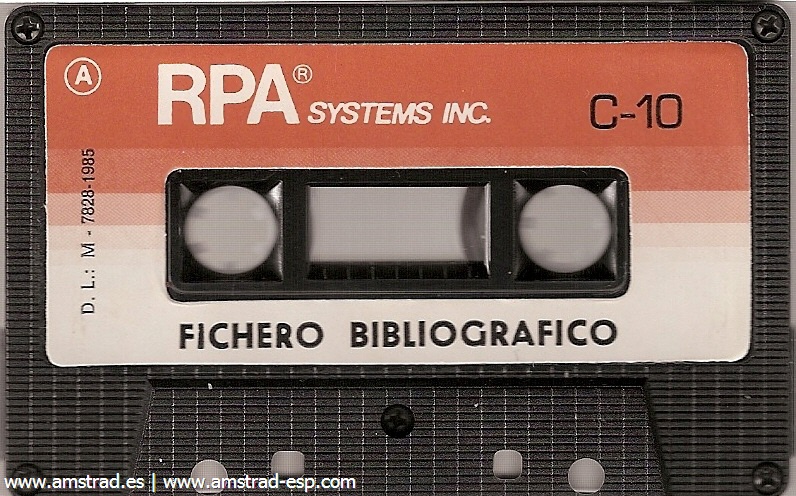 A
RPA® SYSTEMS INC.
C-10
D. L.: M - 7828-1985
FICHERO BIBLIOGRAFICO
www.amstrad.es | www.amstrad-esp.com